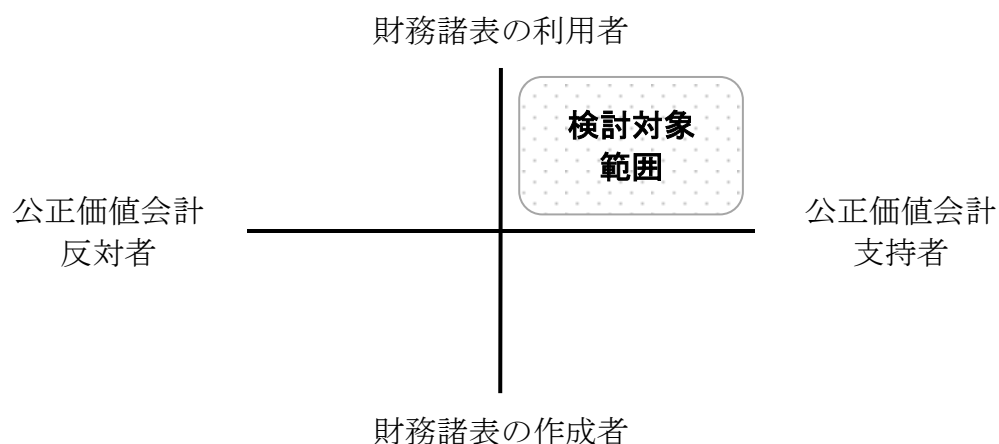 財務諸表の利用者
検討対象
範囲
公正価値会計
反対者
公正価値会計
支持者
財務諸表の作成者